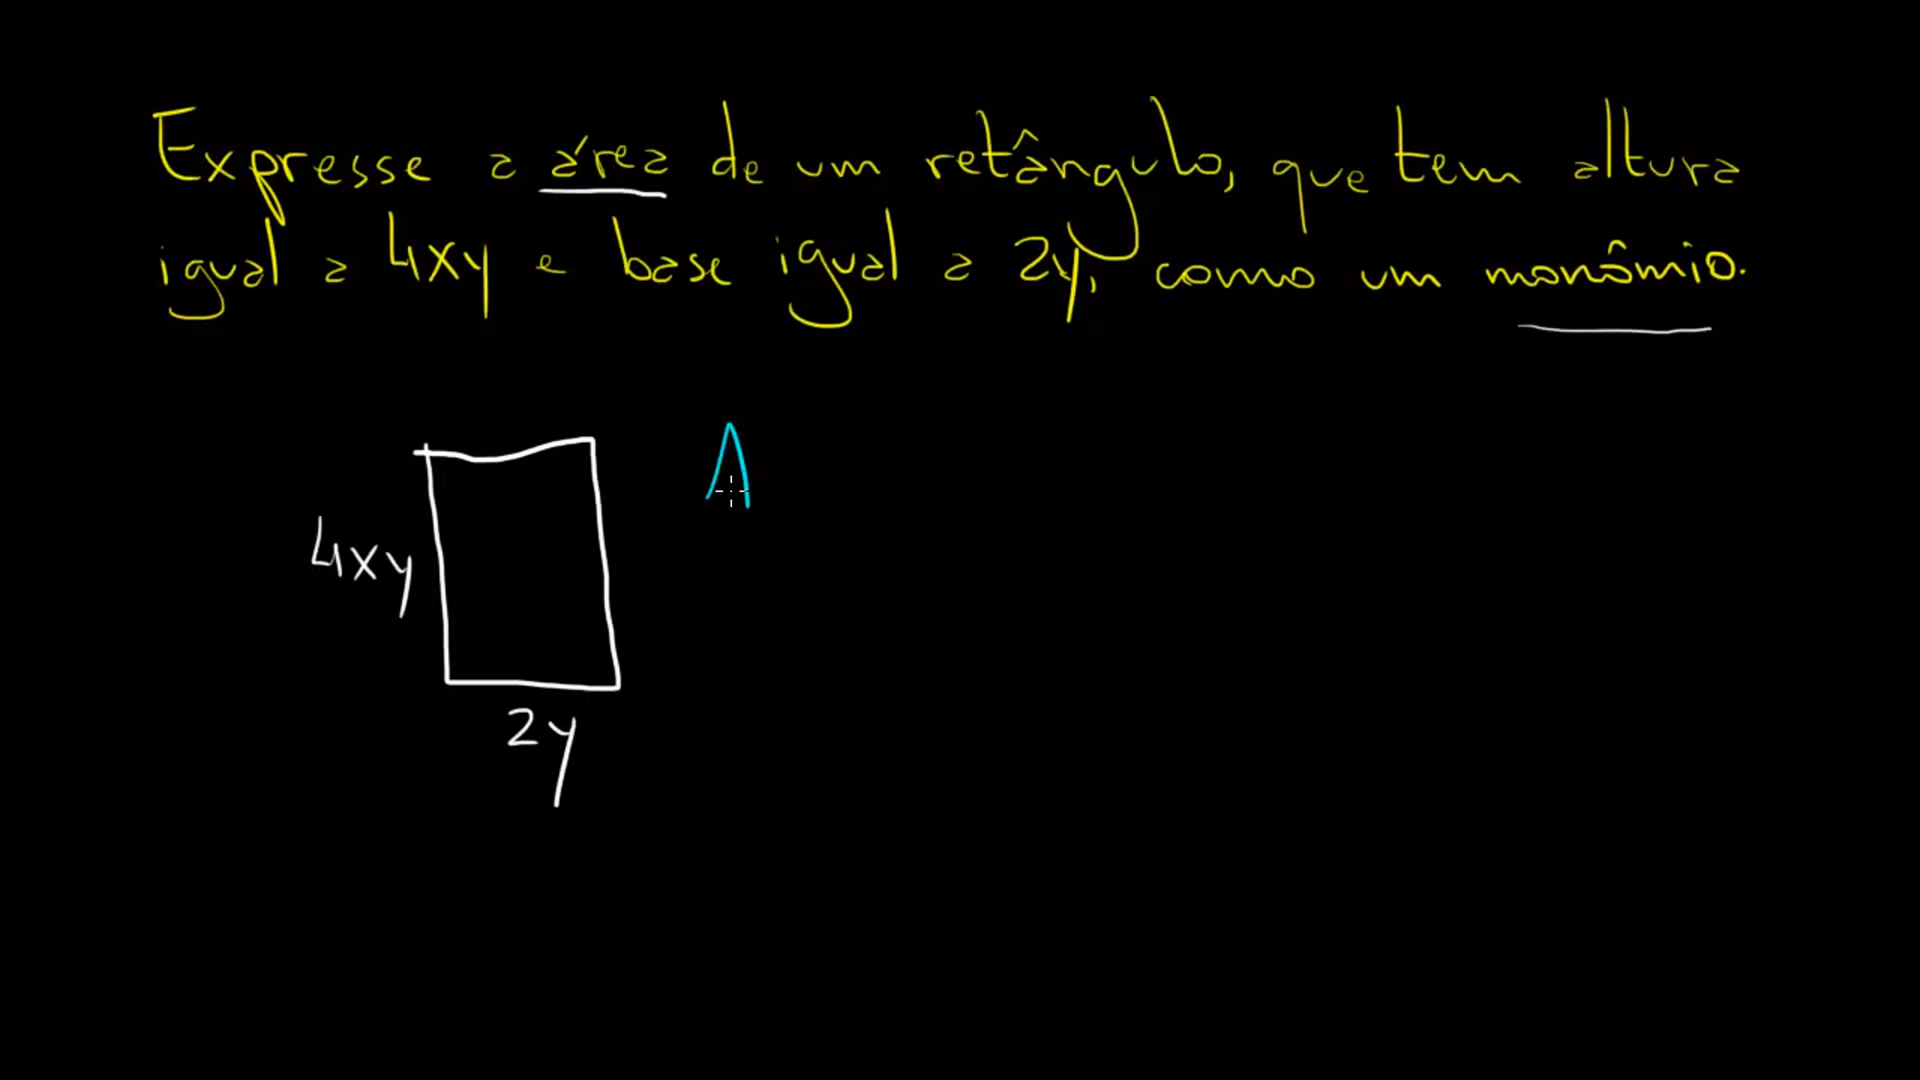 Expresse a área de um retângulo, que tem altura
igual a 4xy e base igual a 2y, como um monômio.
A
4xy
2y